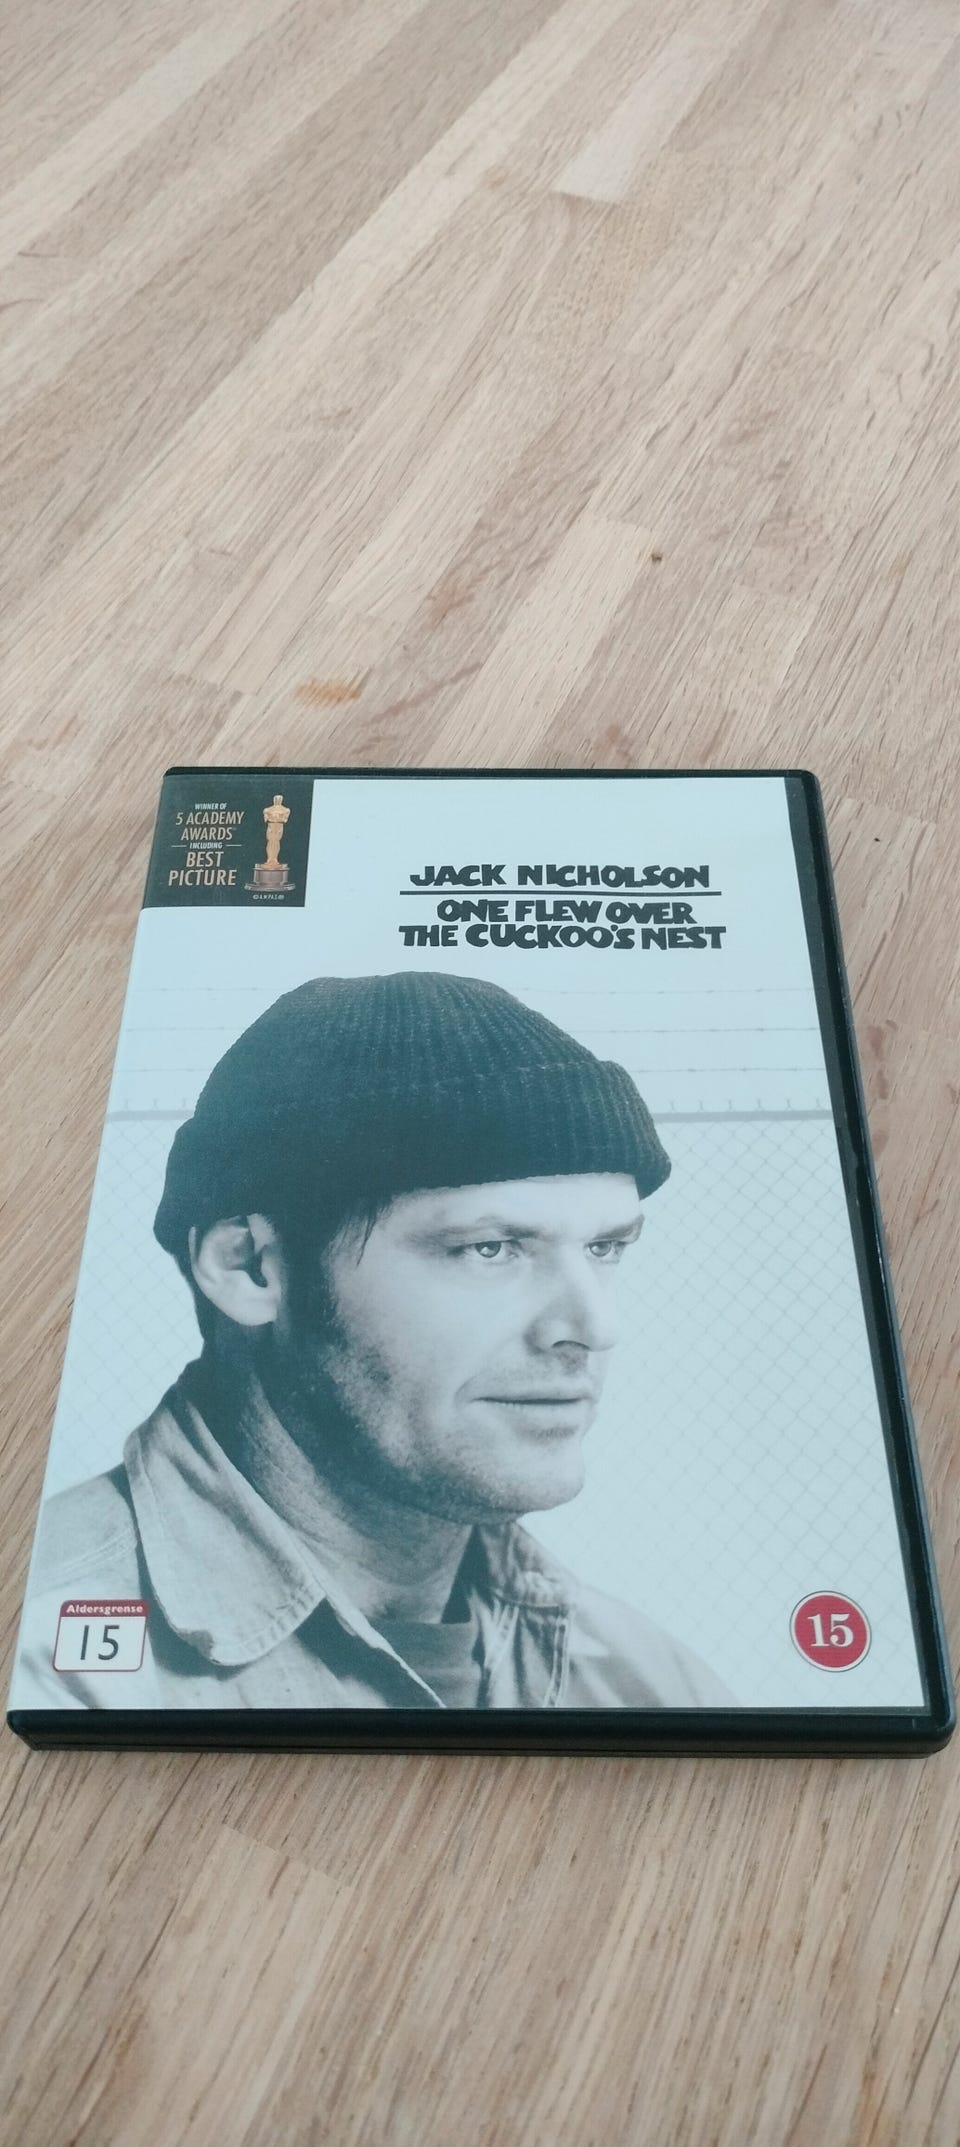 WINNER OF
5 ACADEMY
AWARDS
INCLUDING
BEST
PICTURE
JACK NICHOLSON
ONE FLEW OVER
THE CUCKOO'S NEST
Aldersgrense
15
15